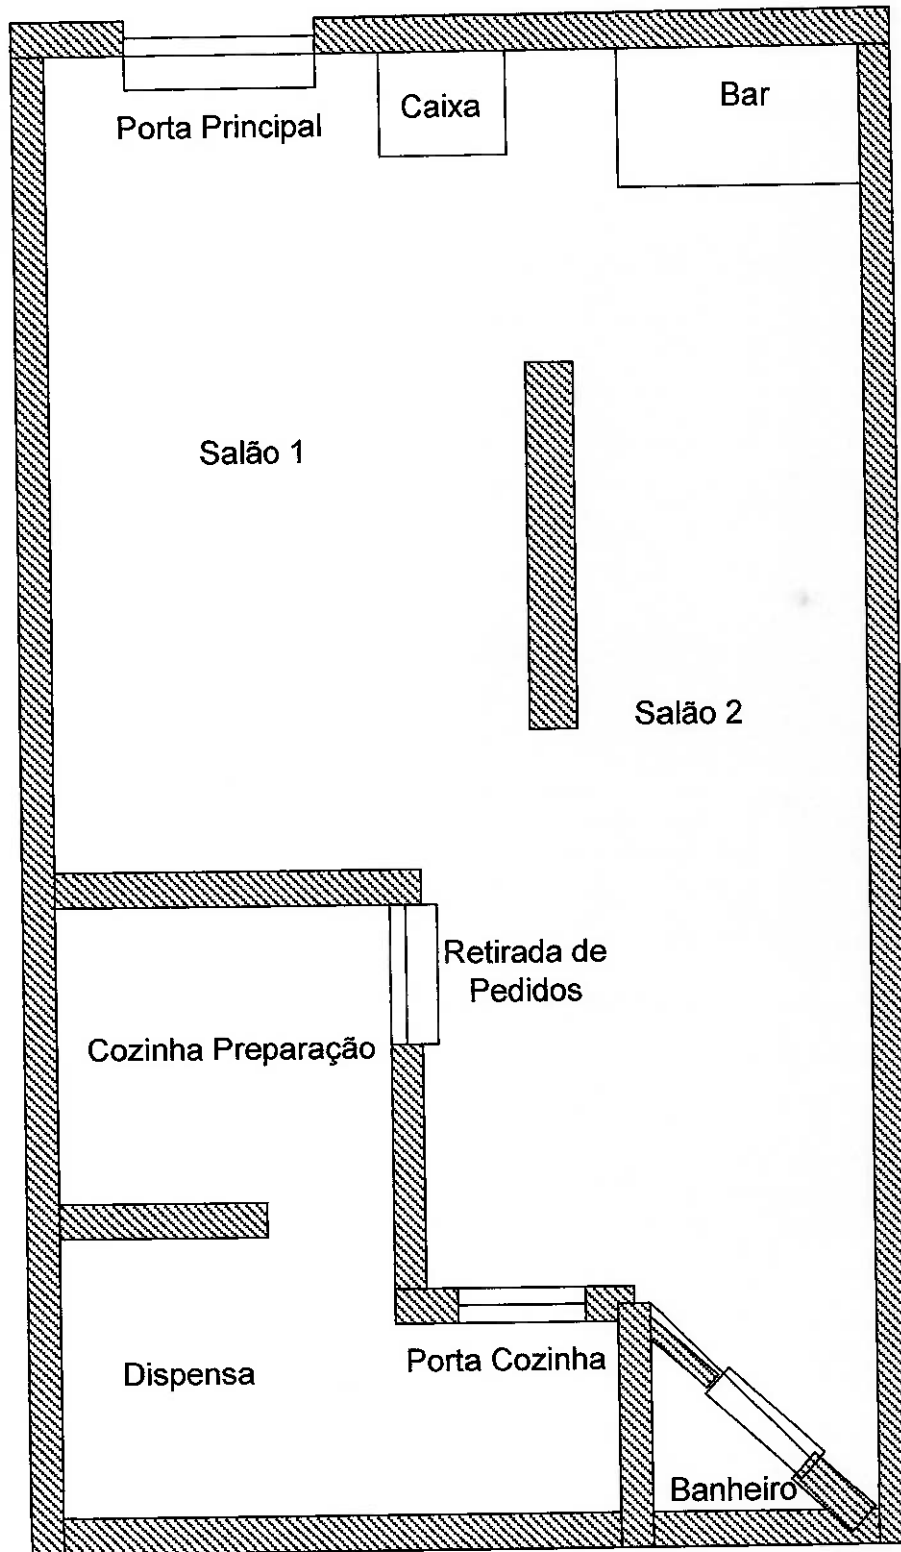 Porta Principal
Caixa
Bar
Salão 1
Salão 2
Retirada de
Pedidos
Cozinha Preparação
Dispensa
Porta Cozinha
Banheiro